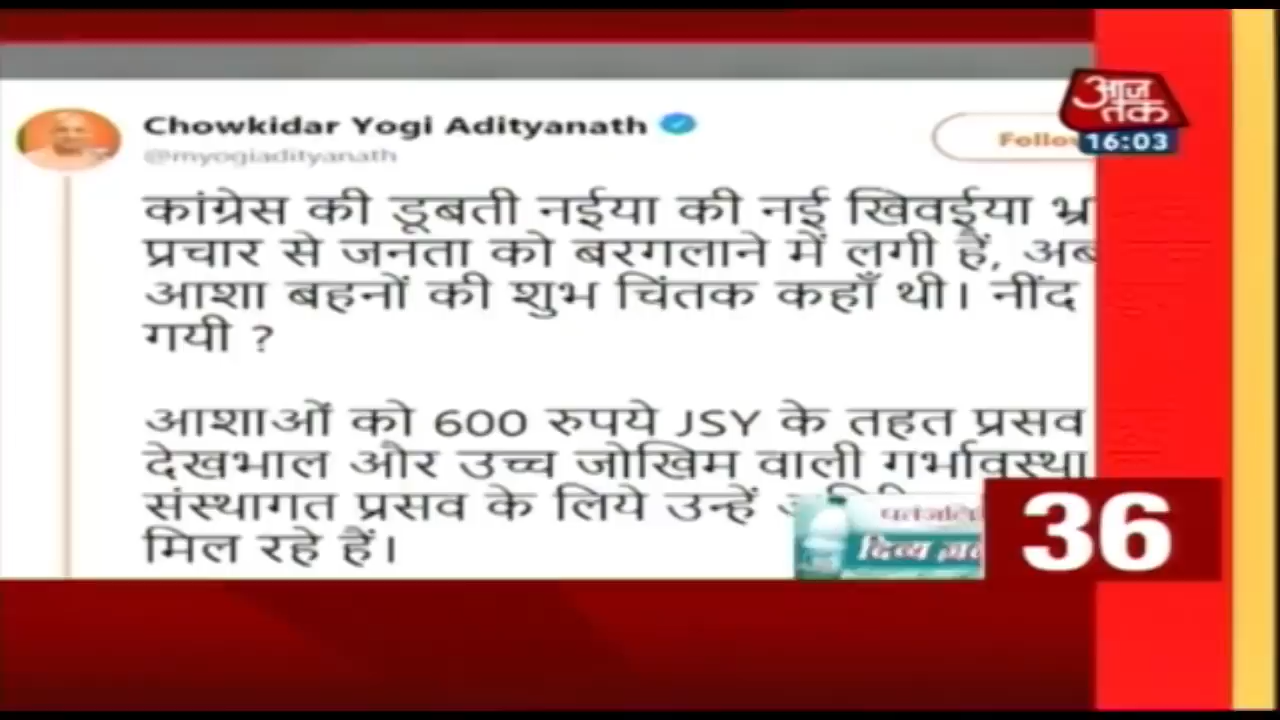 Chowkidar Yogi Adityanath
@myogiadityanath
आज तक
16:03
कांग्रेस की डूबती नईया की नई खिवईया
प्रचार से जनता को बरगलाने में लगी हैं, अब
आशा बहनों की शुभ चिंतक कहाँ थी। नींद
गयी ?
आशाओं को 600 रुपये JSY के तहत प्रसव
देखभाल और उच्च जोखिम वाली गर्भावस्था
संस्थागत प्रसव के लिये उन्हें
मिल रहे हैं।
पतंजलि
दिव्य
36